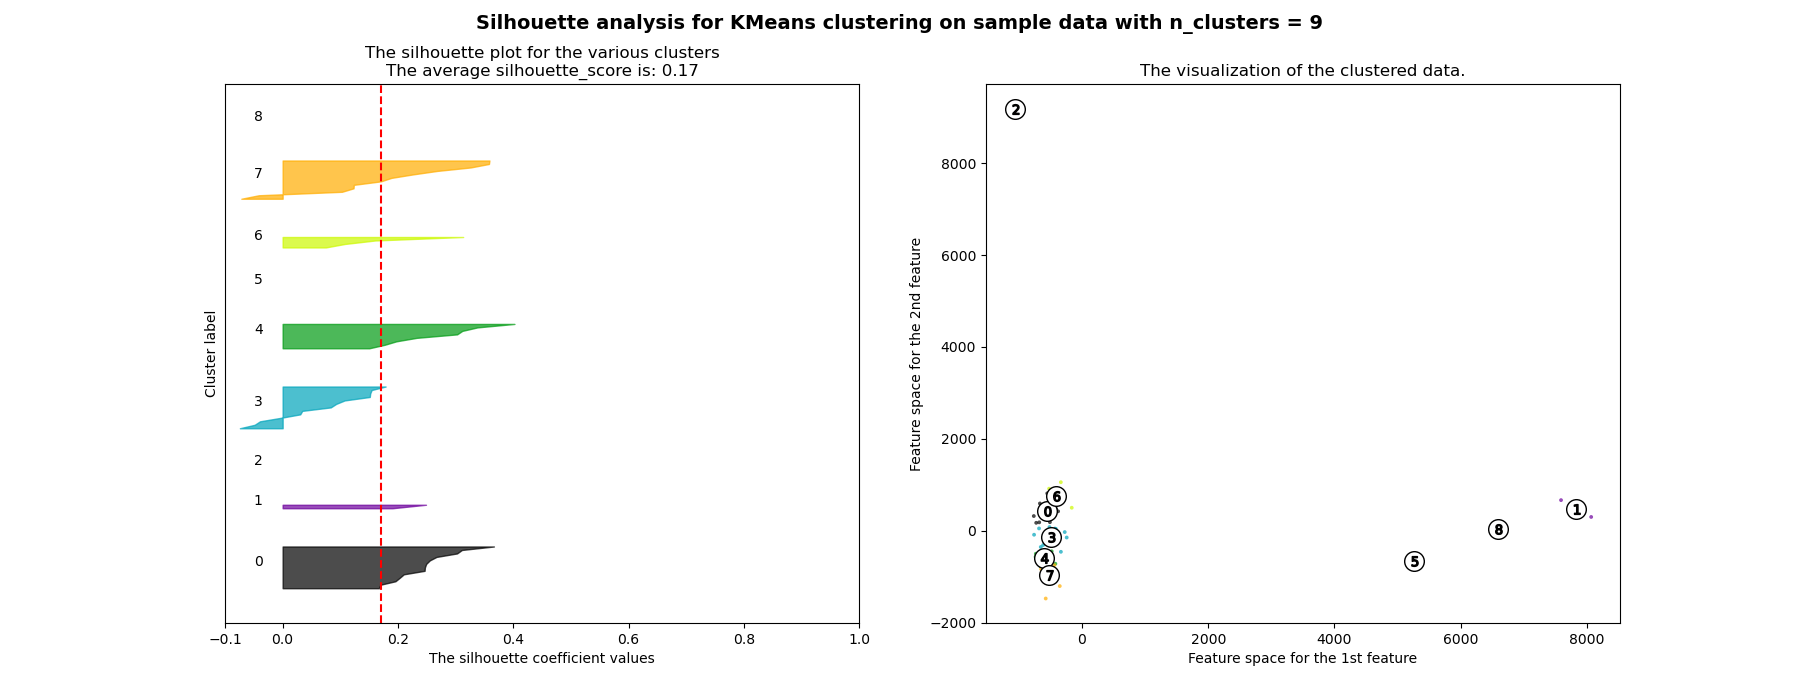 Silhouette analysis for KMeans clustering on sample data with n_clusters = 9
The silhouette plot for the various clusters
The average silhouette_score is: 0.17
8
7
6
5
4
3
2
1
0
Cluster label
−0.1 0.0 0.2 0.4 0.6 0.8 1.0
The silhouette coefficient values
The visualization of the clustered data.
2
6
0
1
8
3
4
5
7
8000
6000
4000
2000
0
−2000
Feature space for the 2nd feature
0 2000 4000 6000 8000
Feature space for the 1st feature